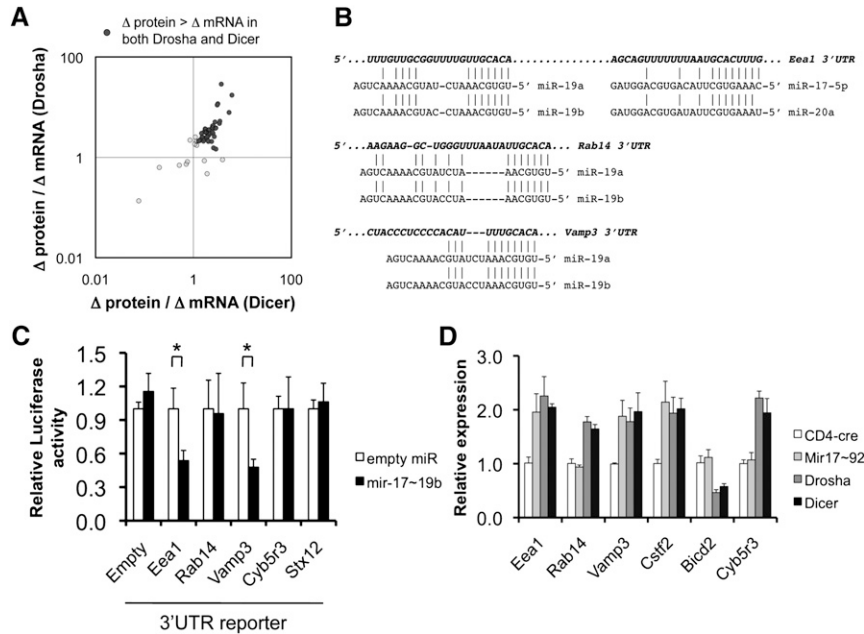 A
Δ protein > Δ mRNA in
both Drosha and Dicer
Δ protein / Δ mRNA (Drosha)
100
1
0.01
0.01
1
100
Δ protein / Δ mRNA (Dicer)
B
5′...UUUGUUGCGGUUUUGUUGCACA...............AGCAGUUUUUUUAAUGCACUUUG... Eea1 3′UTR
AGUCAAAACGUAU-CUAAACGUGU-5′ miR-19a
GAUGGACGUGACAUUCGUGAAAC-5′ miR-17-5p
AGUCAAAACGUAC-CUAAACGUGU-5′ miR-19b
GAUGGACGUGAUAUUCGUGAAAU-5′ miR-20a
5′...AAGAAG-GC-UGGGUUUAAUAUUGCACA... Rab14 3′UTR
AGUCAAAACGUAUCUA------AACGUGU-5′ miR-19a
AGUCAAAACGUACCUA------AACGUGU-5′ miR-19b
5′...CUACCCUCCCCACAU---UUUGCACA... Vamp3 3′UTR
AGUCAAAACGUAUCUAAACGUGU-5′ miR-19a
AGUCAAAACGUACCUAAACGUGU-5′ miR-19b
C
Relative Luciferase
activity
1.5
1.2
0.9
0.6
0.3
0.0
*
*
empty miR
mir-17~19b
Empty
Eea1
Rab14
Vamp3
Cyb5r3
Stx12
3′UTR reporter
D
Relative expression
3.0
2.0
1.0
0.0
CD4-cre
Mir17~92
Drosha
Dicer
Eea1
Rab14
Vamp3
Cstf2
Bicd2
Cyb5r3